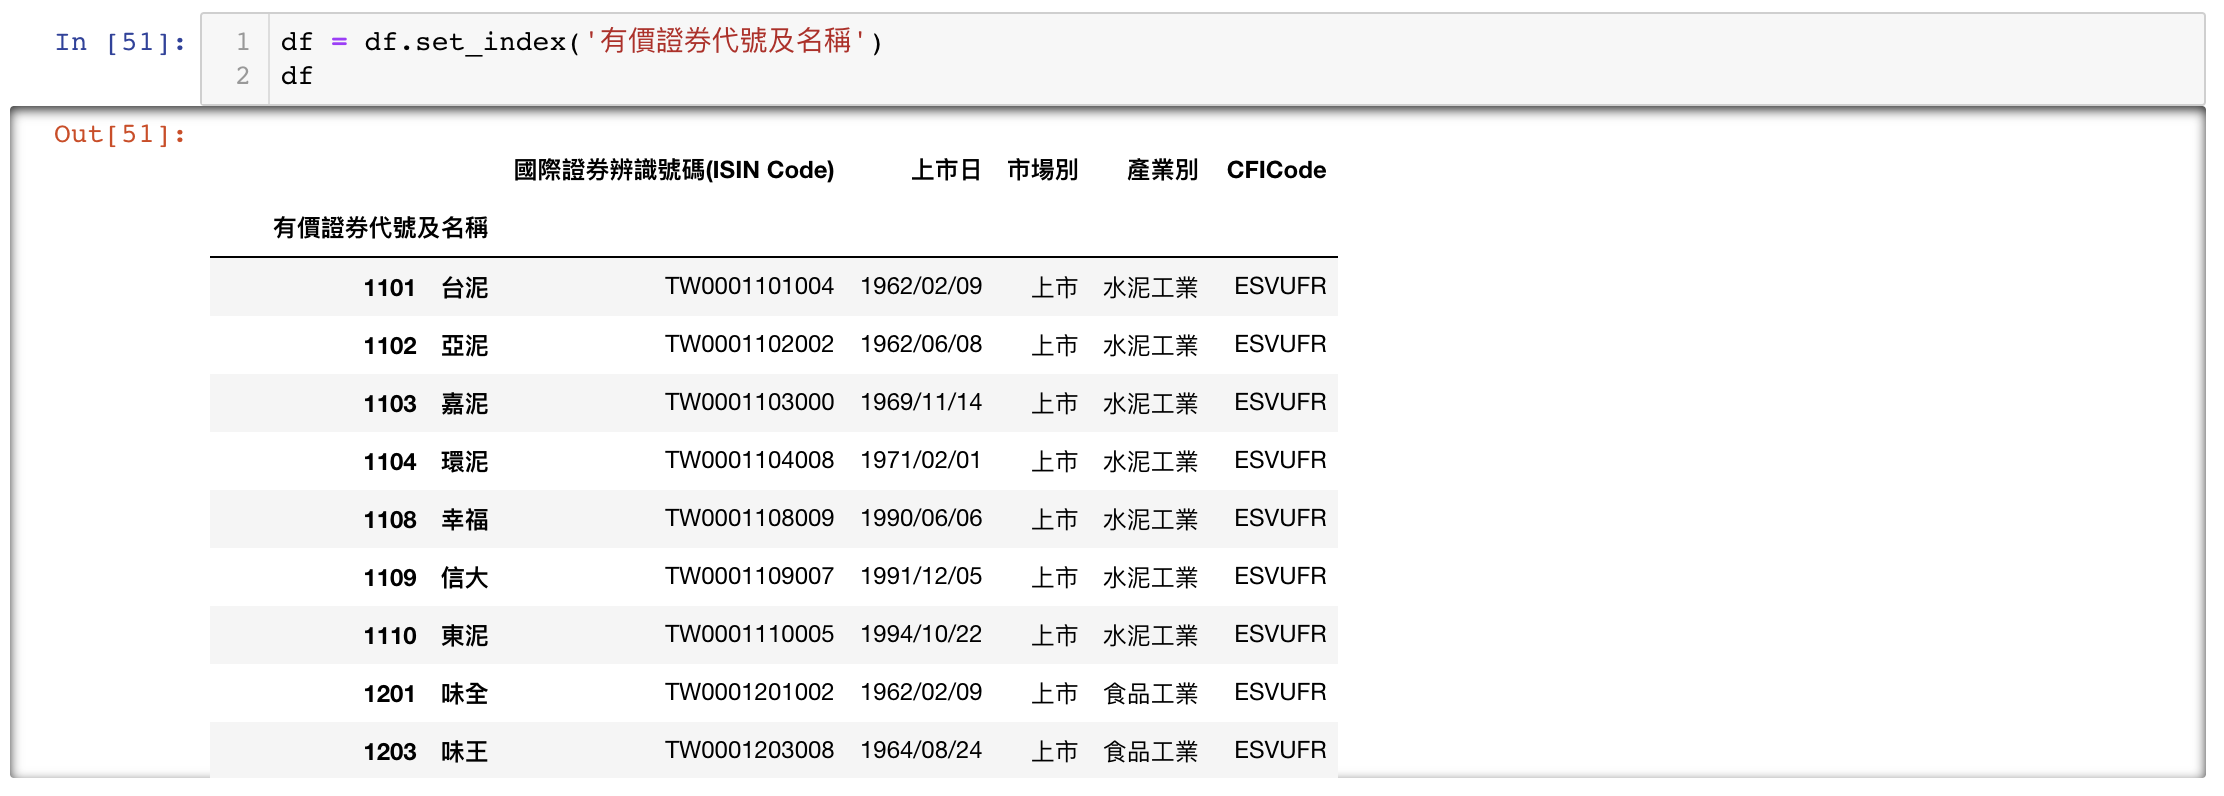 In [51]:
1 df = df.set_index('有價證券代號及名稱')
2 df
Out[51]:
國際證券辨識號碼(ISIN Code) 上市日 市場別 產業別 CFICode
有價證券代號及名稱
1101 台泥 TW0001101004 1962/02/09 上市 水泥工業 ESVUFR
1102 亞泥 TW0001102002 1962/06/08 上市 水泥工業 ESVUFR
1103 嘉泥 TW0001103000 1969/11/14 上市 水泥工業 ESVUFR
1104 環泥 TW0001104008 1971/02/01 上市 水泥工業 ESVUFR
1108 幸福 TW0001108009 1990/06/06 上市 水泥工業 ESVUFR
1109 信大 TW0001109007 1991/12/05 上市 水泥工業 ESVUFR
1110 東泥 TW0001110005 1994/10/22 上市 水泥工業 ESVUFR
1201 味全 TW0001201002 1962/02/09 上市 食品工業 ESVUFR
1203 味王 TW0001203008 1964/08/24 上市 食品工業 ESVUFR